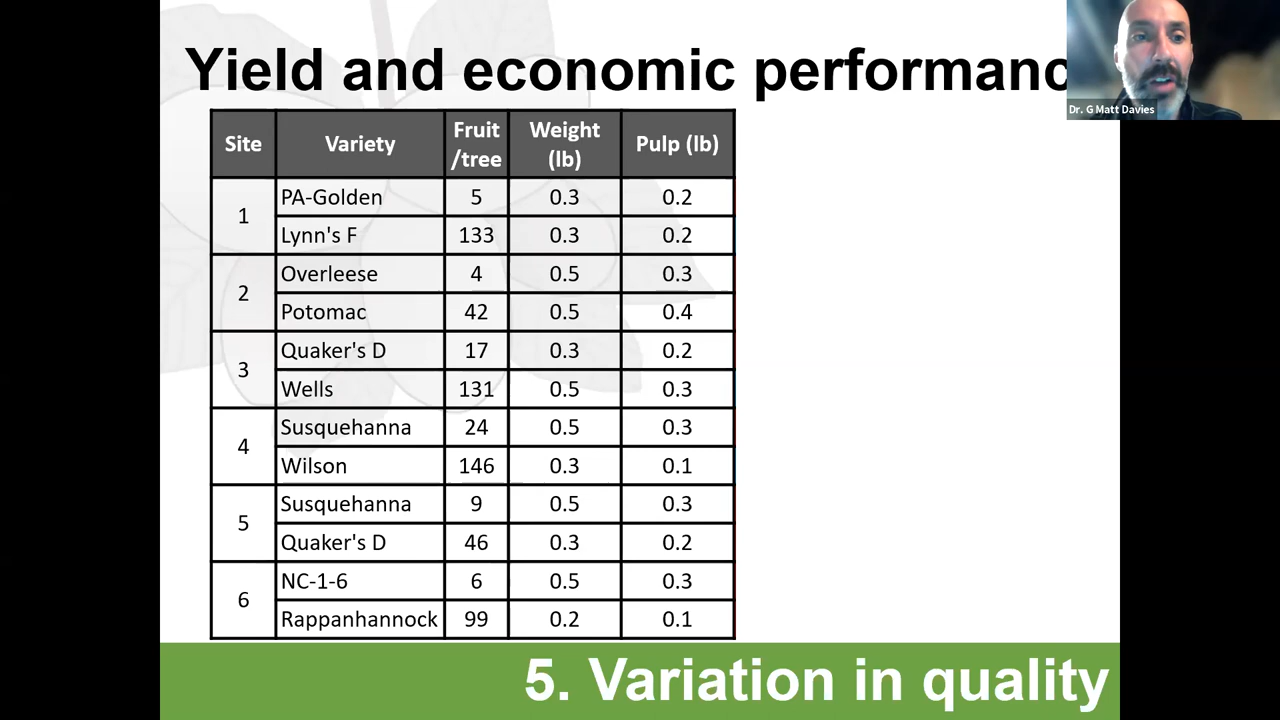 Yield and economic performanc
Dr. G Matt Davies
Site Variety Fruit /tree Weight (lb) Pulp (lb)
1 PA-Golden 5 0.3 0.2
Lynn's F 133 0.3 0.2
2 Overleese 4 0.5 0.3
Potomac 42 0.5 0.4
3 Quaker's D 17 0.3 0.2
Wells 131 0.5 0.3
4 Susquehanna 24 0.5 0.3
Wilson 146 0.3 0.1
5 Susquehanna 9 0.5 0.3
Quaker's D 46 0.3 0.2
6 NC-1-6 6 0.5 0.3
Rappanhannock 99 0.2 0.1
5. Variation in quality